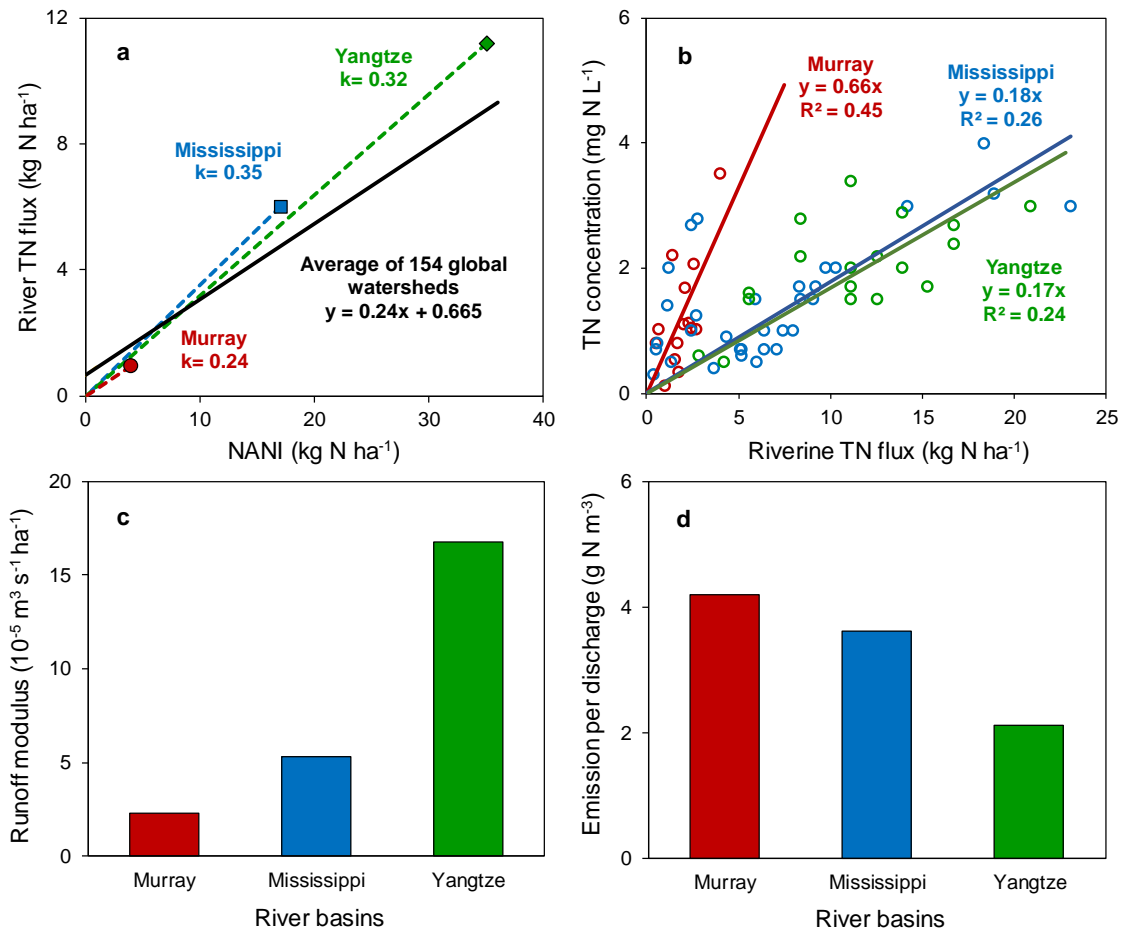 a
12
8
4
0
River TN flux (kg N ha⁻¹)
Yangtze
k= 0.32
Mississippi
k= 0.35
Average of 154 global
watersheds
y = 0.24x + 0.665
Murray
k= 0.24
0
10
20
30
40
NANI (kg N ha⁻¹)
b
6
4
2
0
TN concentration (mg N L⁻¹)
Murray
y = 0.66x
R² = 0.45
Mississippi
y = 0.18x
R² = 0.26
Yangtze
y = 0.17x
R² = 0.24
0
5
10
15
20
25
Riverine TN flux (kg N ha⁻¹)
c
20
15
10
5
0
Runoff modulus (10⁻⁵ m³ s⁻¹ ha⁻¹)
Murray
Mississippi
Yangtze
River basins
d
6
4
2
0
Emission per discharge (g N m⁻³)
Murray
Mississippi
Yangtze
River basins